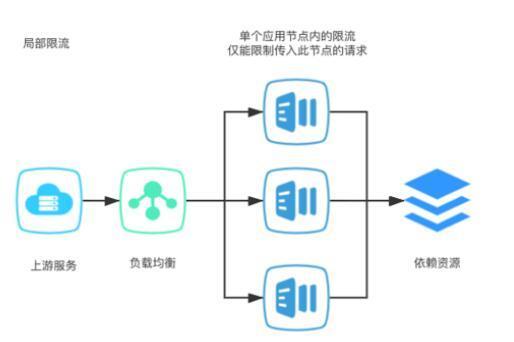 局部限流
单个应用节点内的限流
仅能限制传入此节点的请求
上游服务
负载均衡
依赖资源